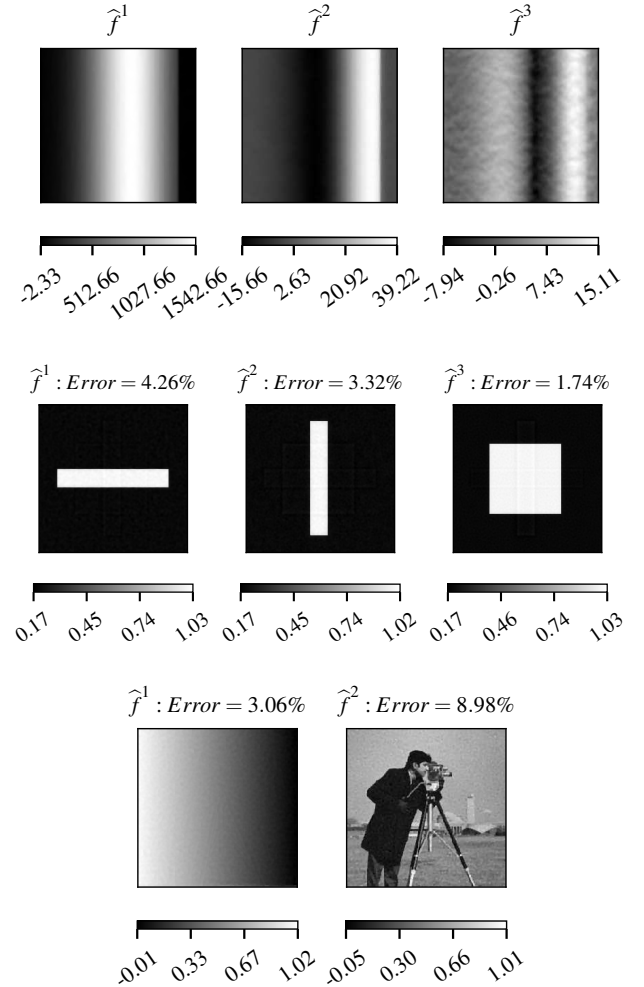 f̂¹ f̂² f̂³
-2.33 512.66 1027.66 1542.66 -15.66 2.63 20.92 39.22 -7.94 -0.26 7.43 15.11
f̂¹ : Error = 4.26% f̂² : Error = 3.32% f̂³ : Error = 1.74%
0.17 0.45 0.74 1.03 0.17 0.45 0.74 1.02 0.17 0.46 0.74 1.03
f̂¹ : Error = 3.06% f̂² : Error = 8.98%
-0.01 0.33 0.67 1.02 -0.05 0.30 0.66 1.01